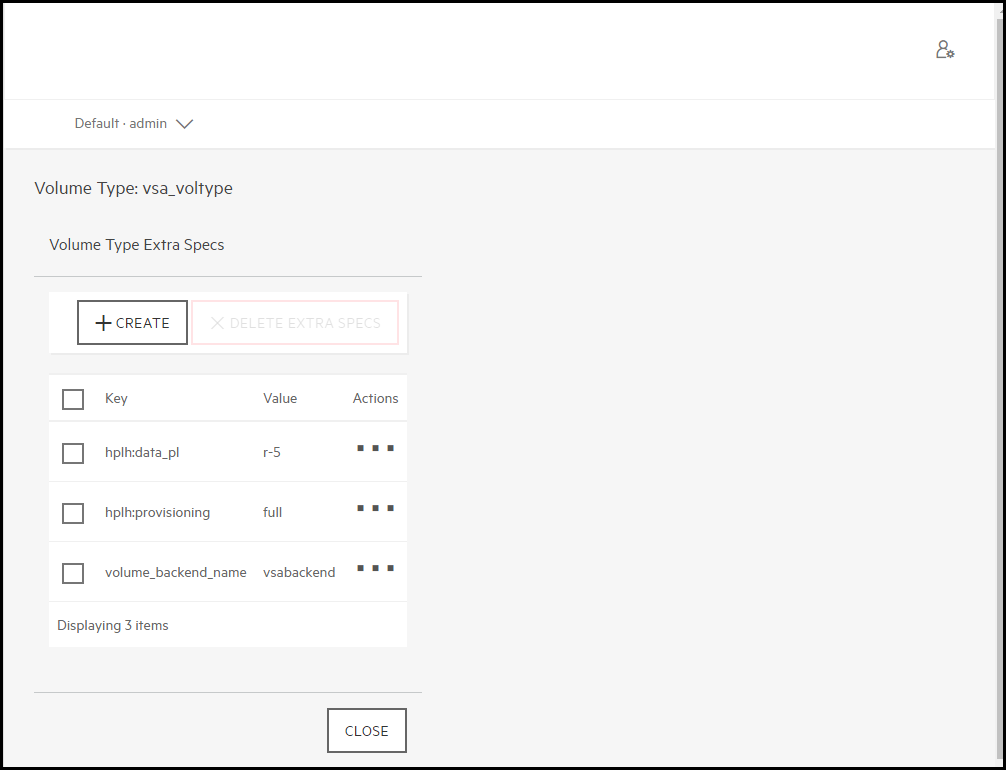 Default · admin
Volume Type: vsa_voltype
Volume Type Extra Specs
CREATE DELETE EXTRA SPECS
Key Value Actions
hplh:data_pl r-5
hplh:provisioning full
volume_backend_name vsabackend
Displaying 3 items
CLOSE